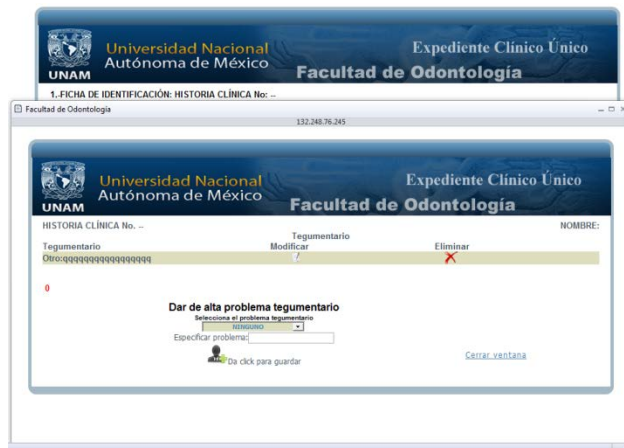 Universidad Nacional
Autónoma de México
Expediente Clínico Único
Facultad de Odontología
UNAM
1.-FICHA DE IDENTIFICACIÓN: HISTORIA CLÍNICA No: --
Facultad de Odontología
132.248.76.245
Universidad Nacional
Autónoma de México
Expediente Clínico Único
Facultad de Odontología
UNAM
HISTORIA CLÍNICA No. -- NOMBRE:
Tegumentario
Tegumentario Modificar Eliminar
Otro:qqqqqqqqqqqqqqqqq
0
Dar de alta problema tegumentario
Selecciona el problema tegumentario
NINGUNO
Especificar problema:
Da click para guardar
Cerrar ventana